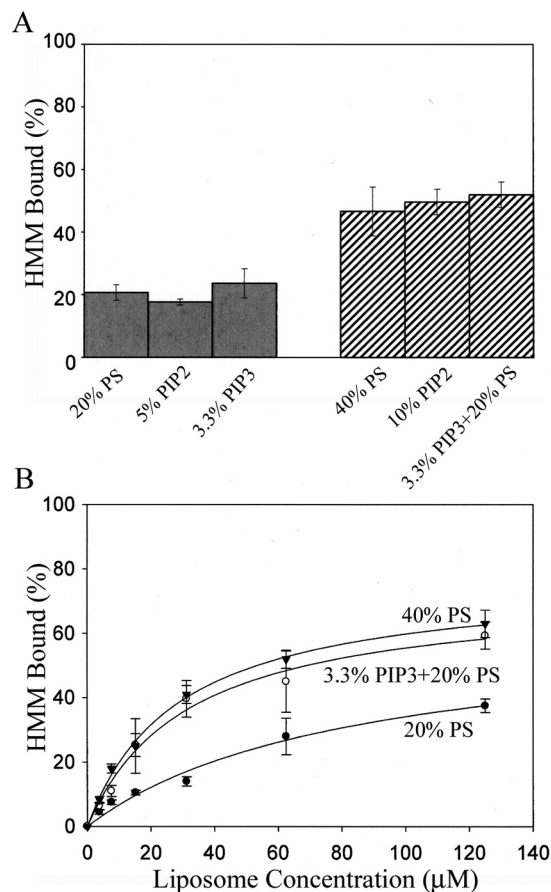 A
HMM Bound (%)
100
80
60
40
20
0
20% PS
5% PIP2
3.3% PIP3
40% PS
10% PIP2
3.3% PIP3+20% PS
B
HMM Bound (%)
100
80
60
40
20
0
40% PS
3.3% PIP3+20% PS
20% PS
0 20 40 60 80 100 120 140
Liposome Concentration (μM)